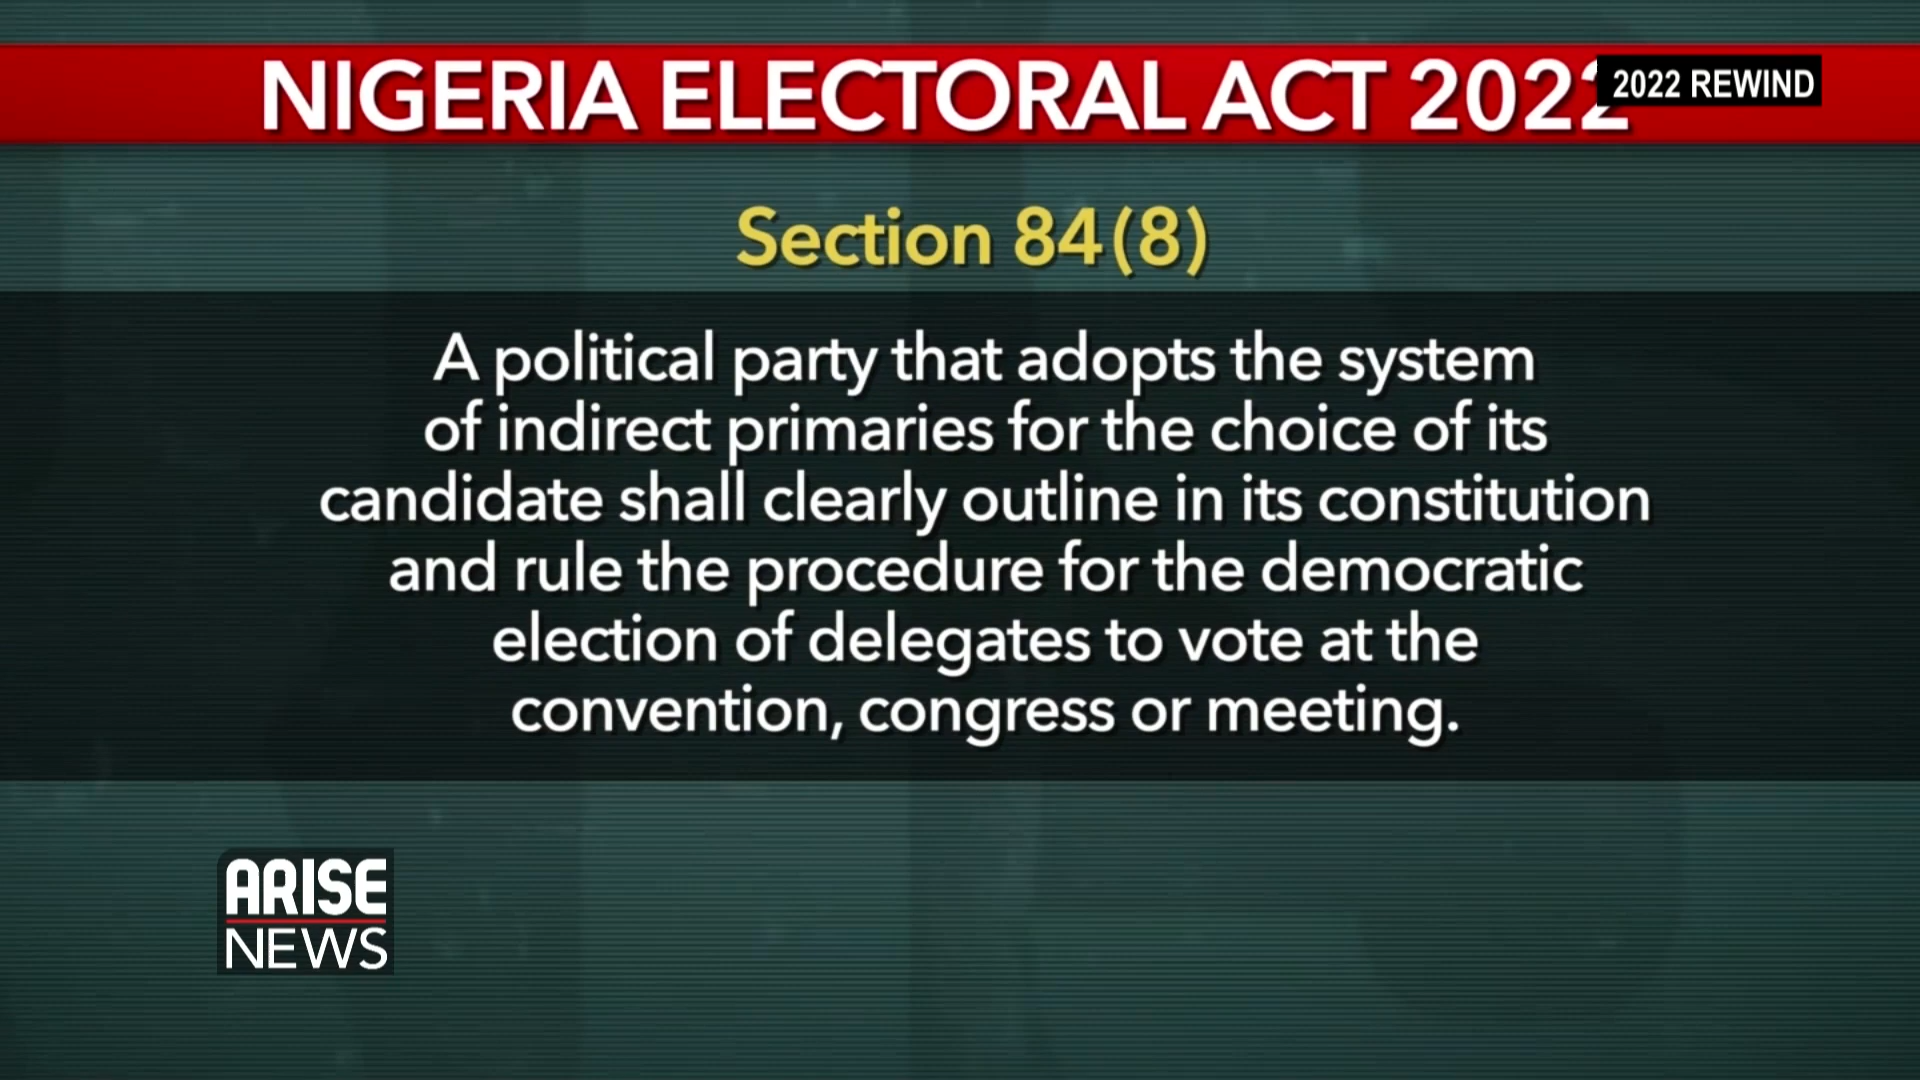 NIGERIA ELECTORAL ACT 2022
2022 REWIND
Section 84(8)
A political party that adopts the system
of indirect primaries for the choice of its
candidate shall clearly outline in its constitution
and rule the procedure for the democratic
election of delegates to vote at the
convention, congress or meeting.
ARISE
NEWS